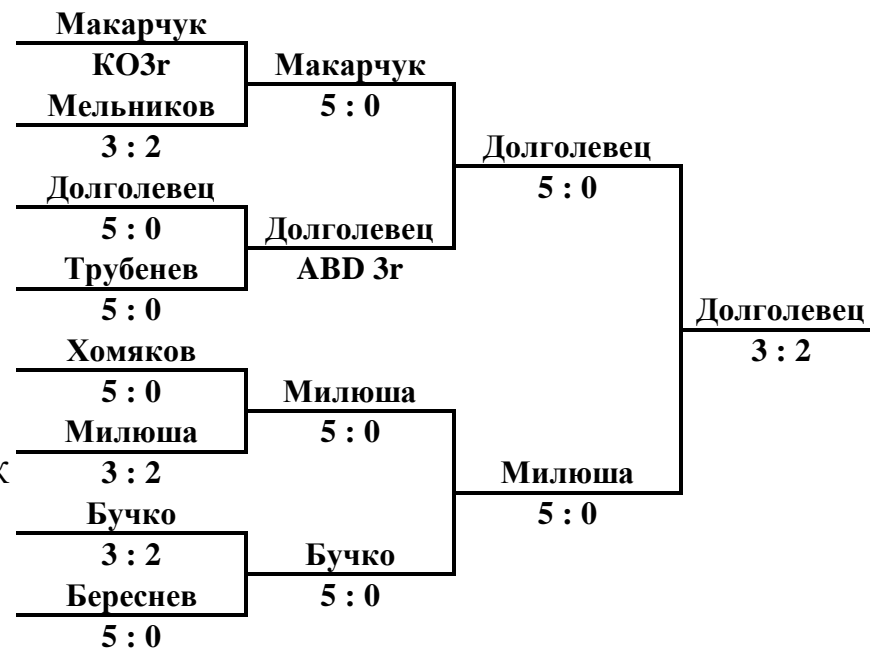 Макарчук
КО3r
Мельников
3 : 2
Долголевец
5 : 0
Трубенев
5 : 0
Хомяков
5 : 0
Милюша
К 3 : 2
Бучко
3 : 2
Береснев
5 : 0
Макарчук
5 : 0
Долголевец
ABD 3r
Милюша
5 : 0
Бучко
5 : 0
Долголевец
5 : 0
Милюша
5 : 0
Долголевец
3 : 2